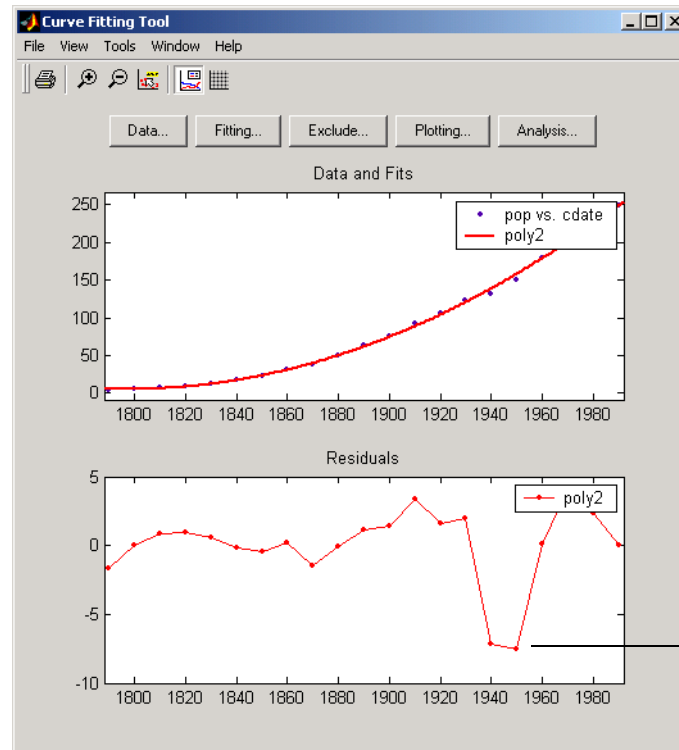 Curve Fitting Tool
File View Tools Window Help
Data... Fitting... Exclude... Plotting... Analysis...
Data and Fits
250
200
150
100
50
0
pop vs. cdate
poly2
1800 1820 1840 1860 1880 1900 1920 1940 1960 1980
Residuals
5
0
-5
-10
poly2
1800 1820 1840 1860 1880 1900 1920 1940 1960 1980